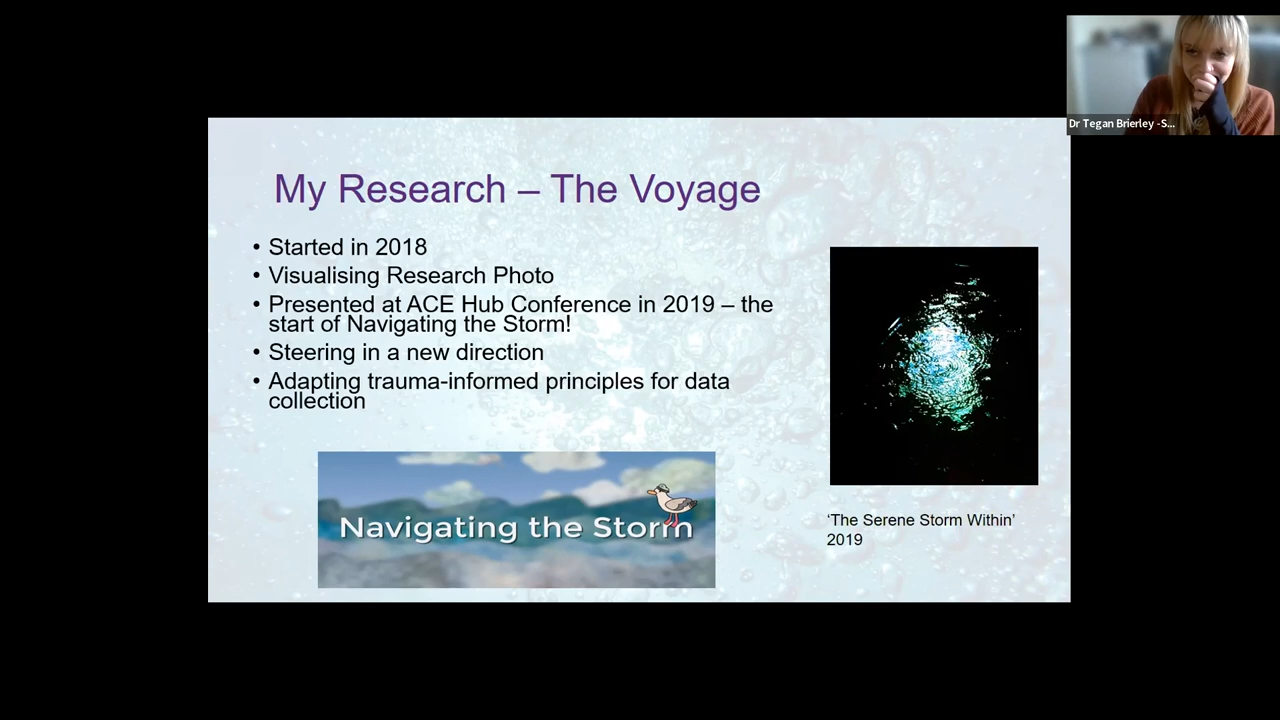 Dr Tegan Brierley -S...
My Research – The Voyage
• Started in 2018
• Visualising Research Photo
• Presented at ACE Hub Conference in 2019 – the
start of Navigating the Storm!
• Steering in a new direction
• Adapting trauma-informed principles for data
collection
Navigating the Storm
‘The Serene Storm Within’
2019